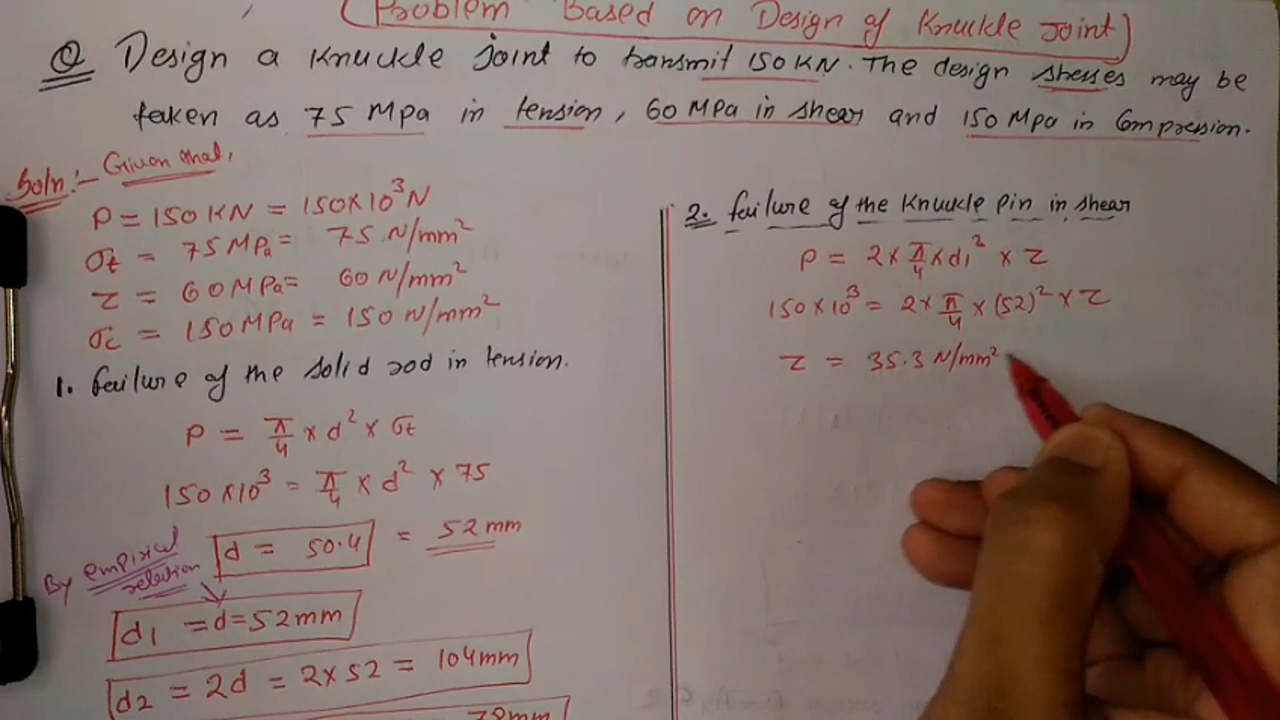 (Problem Based on Design of Knuckle Joint)
Q Design a Knuckle Joint to transmit 150 KN. The design stresses may be
taken as 75 MPa in tension, 60 MPa in shear and 150 MPa in Compression.
Soln:- Given that,
P = 150 KN = 150×10³ N
σt = 75 MPa = 75 N/mm²
τ = 60 MPa = 60 N/mm²
σc = 150 MPa = 150 N/mm²
1. failure of the solid rod in tension.
P = π/4 × d² × σt
150×10³ = π/4 × d² × 75
d = 50.4 = 52 mm
By empirical relation
d1 = d = 52 mm
d2 = 2d = 2×52 = 104 mm
78 mm
2. failure of the Knuckle Pin in shear
P = 2 × π/4 × d1² × τ
150×10³ = 2 × π/4 × (52)² × τ
τ = 35.3 N/mm²